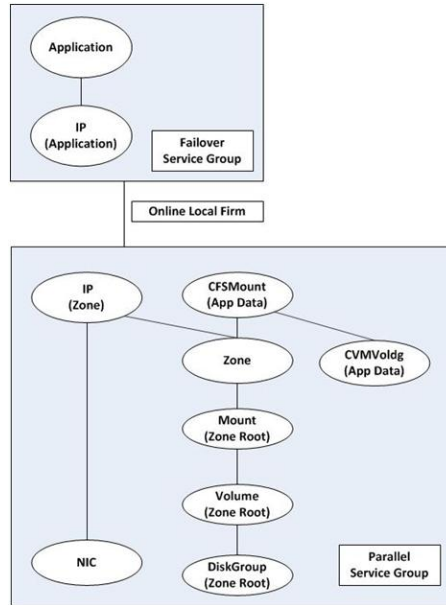 Application
IP
(Application)
Failover
Service Group
Online Local Firm
IP
(Zone)
CFSMount
(App Data)
Zone
CVMVoldg
(App Data)
Mount
(Zone Root)
Volume
(Zone Root)
NIC
DiskGroup
(Zone Root)
Parallel
Service Group